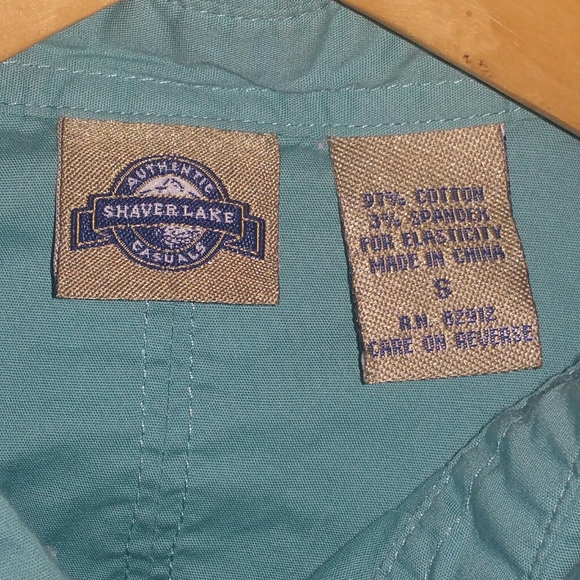 AUTHENTIC
SHAVER LAKE
CASUALS
97% COTTON
3% SPANDEX
FOR ELASTICITY
MADE IN CHINA
S
R.N. 82912
CARE ON REVERSE